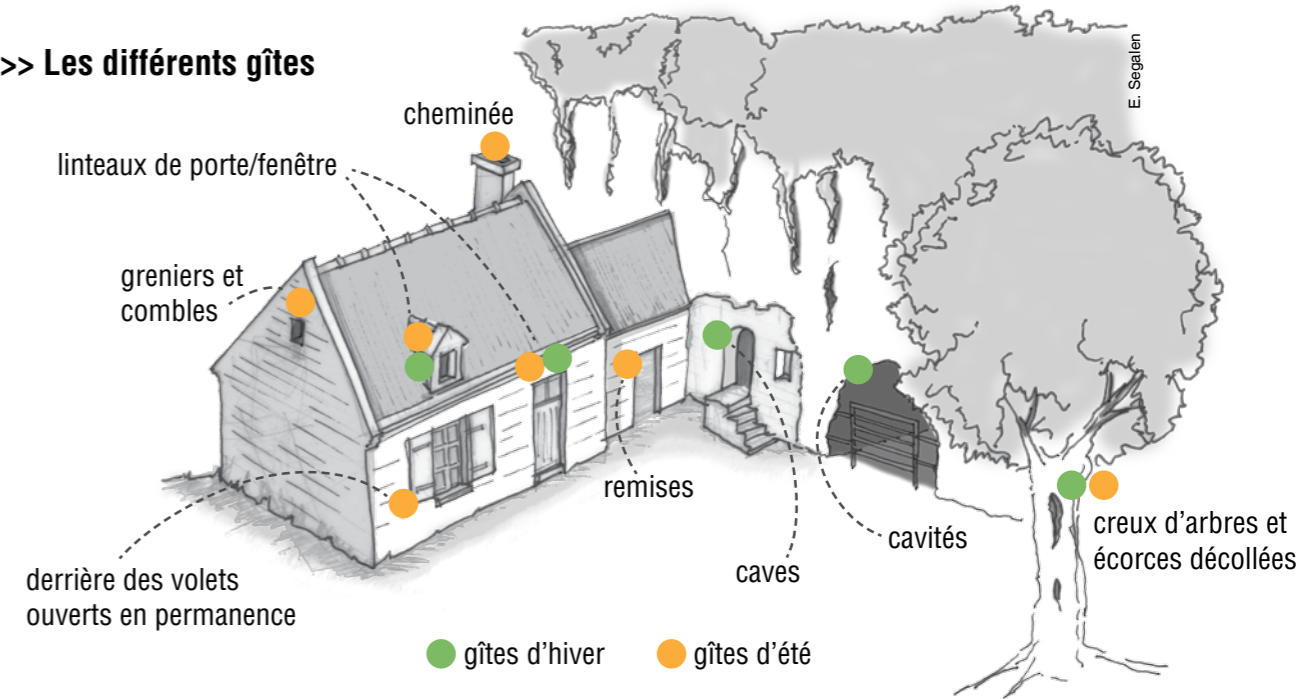 >> Les différents gîtes
E. Segalen
cheminée
linteaux de porte/fenêtre
greniers et
combles
remises
cavités
creux d'arbres et
écorces décollées
caves
derrière des volets
ouverts en permanence
gîtes d'hiver
gîtes d'été